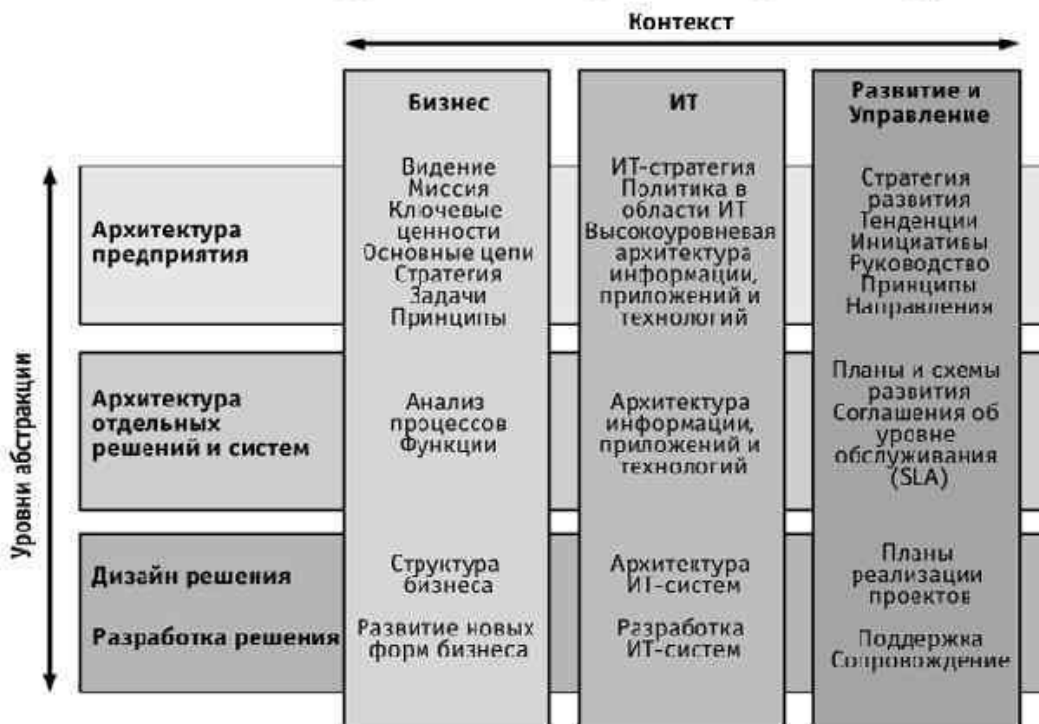 Контекст
Бизнес
ИТ
Развитие и
Управление
Уровни абстракции
Архитектура
предприятия
Видение
Миссия
Ключевые
ценности
Основные цепи
Стратегия
Задачи
Принципы
ИТ-стратегия
Политика в
области ИТ
Высокоуровневая
архитектура
информации,
приложений и
технологий
Стратегия
развития
Тенденции
Инициативы
Руководство
Принципы
Направления
Архитектура
отдельных
решений и систем
Анализ
процессов
Функции
Архитектура
информации,
приложений и
технологий
Планы и схемы
развития
Соглашения об
уровне
обслуживания
(SLA)
Дизайн решения
Структура
бизнеса
Архитектура
ИТ-систем
Планы
реализации
проектов
Разработка решения
Развитие новых
форм бизнеса
Разработка
ИТ-систем
Поддержка
Сопровождение